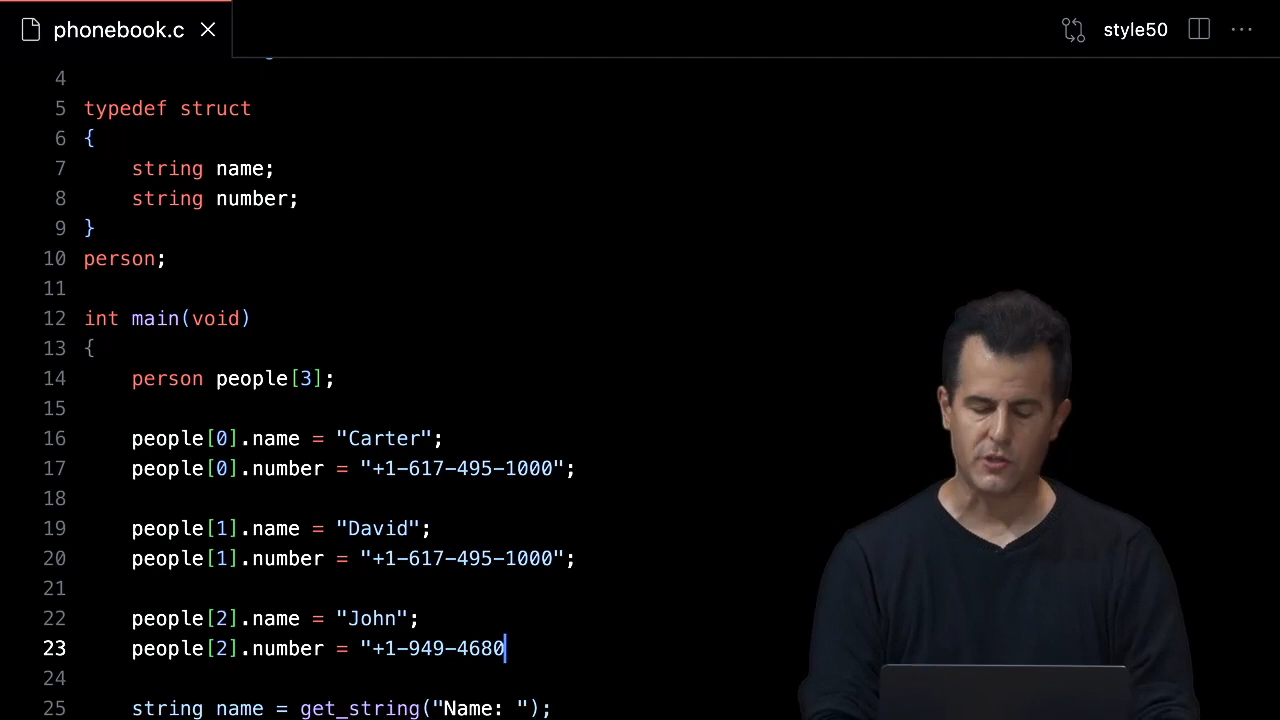 phonebook.c
style50
4
5 typedef struct
6 {
7 string name;
8 string number;
9 }
10 person;
11
12 int main(void)
13 {
14 person people[3];
15
16 people[0].name = "Carter";
17 people[0].number = "+1-617-495-1000";
18
19 people[1].name = "David";
20 people[1].number = "+1-617-495-1000";
21
22 people[2].name = "John";
23 people[2].number = "+1-949-4680
24
25 string name = get_string("Name: ");